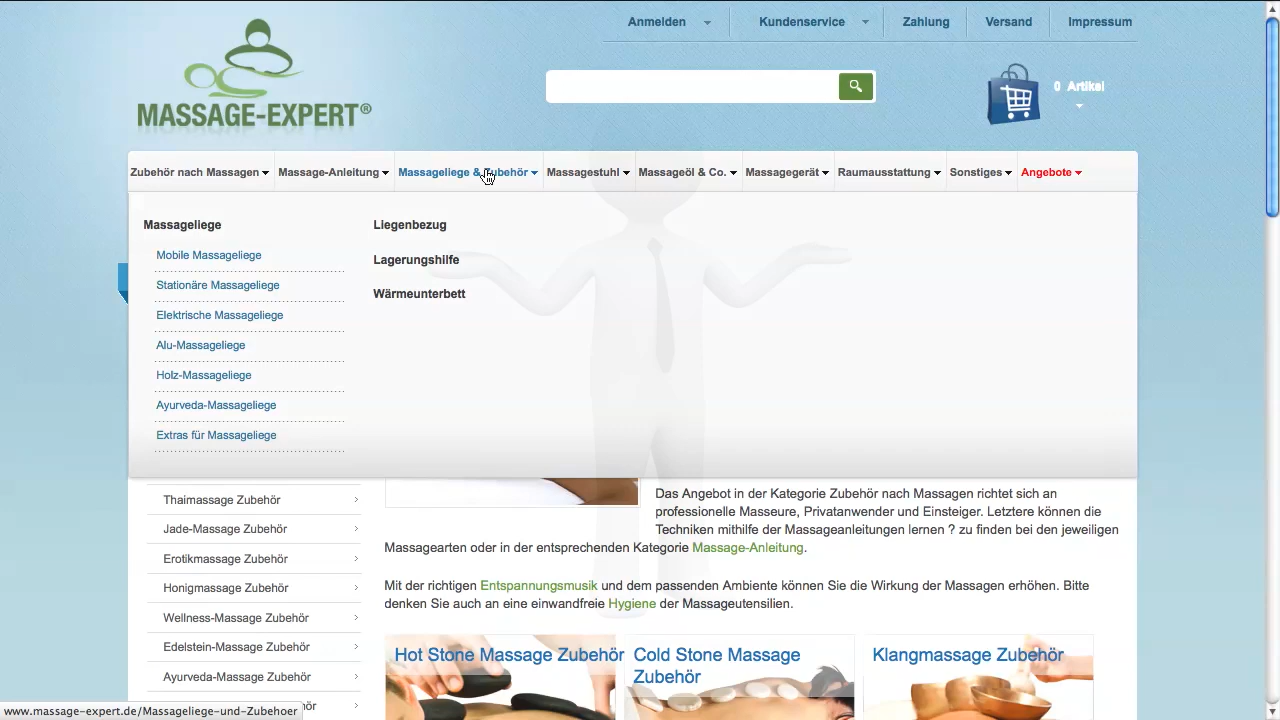 Anmelden
Kundenservice
Zahlung
Versand
Impressum
MASSAGE-EXPERT®
0 Artikel
Zubehör nach Massagen
Massage-Anleitung
Massageliege & Zubehör
Massagestuhl
Massageöl & Co.
Massagegerät
Raumausstattung
Sonstiges
Angebote
Massageliege
Mobile Massageliege
Stationäre Massageliege
Elektrische Massageliege
Alu-Massageliege
Holz-Massageliege
Ayurveda-Massageliege
Extras für Massageliege
Liegenbezug
Lagerungshilfe
Wärmeunterbett
Thaimassage Zubehör
Jade-Massage Zubehör
Erotikmassage Zubehör
Honigmassage Zubehör
Wellness-Massage Zubehör
Edelstein-Massage Zubehör
Ayurveda-Massage Zubehör
Das Angebot in der Kategorie Zubehör nach Massagen richtet sich an
professionelle Masseure, Privatanwender und Einsteiger. Letztere können die
Techniken mithilfe der Massageanleitungen lernen ? zu finden bei den jeweiligen
Massagearten oder in der entsprechenden Kategorie Massage-Anleitung.
Mit der richtigen Entspannungsmusik und dem passenden Ambiente können Sie die Wirkung der Massagen erhöhen. Bitte
denken Sie auch an eine einwandfreie Hygiene der Massageutensilien.
Hot Stone Massage Zubehör
Cold Stone Massage
Zubehör
Klangmassage Zubehör
www.massage-expert.de/Massageliege-und-Zubehoer